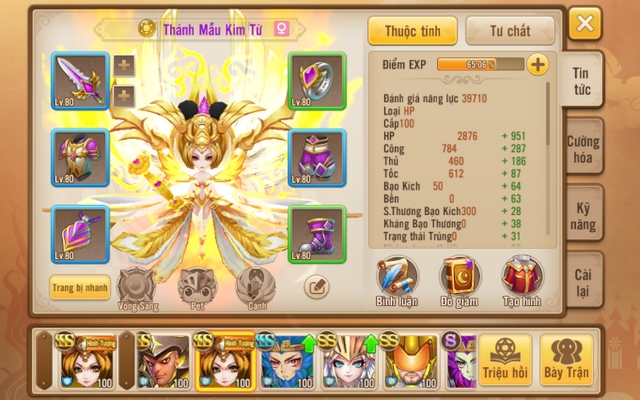 Thánh Mẫu Kim Từ
Thuộc tính
Tư chất
Điểm EXP
65.06 %
Tin tức
Cường hóa
Kỹ năng
Cài lại
Lv.80
Lv.80
Lv.80
Lv.80
Lv.80
Lv.80
Đánh giá năng lực 39710
Loại HP
Cấp100
HP 2876 + 951
Công 784 + 287
Thủ 460 + 186
Tốc 612 + 87
Bạo Kích 50 + 64
Bền 0 + 63
S.Thương Bạo Kích300 + 28
Kháng Bạo Thương0 + 38
Trạng thái Trúng0 + 31
Trang bị nhanh
Vòng Sáng
Pet
Cánh
Bình luận
Đồ giám
Tạo hình
SSS Hình Tượng 100
SS 100
SSS Hình Tượng 100
SSS 100
SS 100
SS 100
S 100
Triệu hồi
Bày Trận